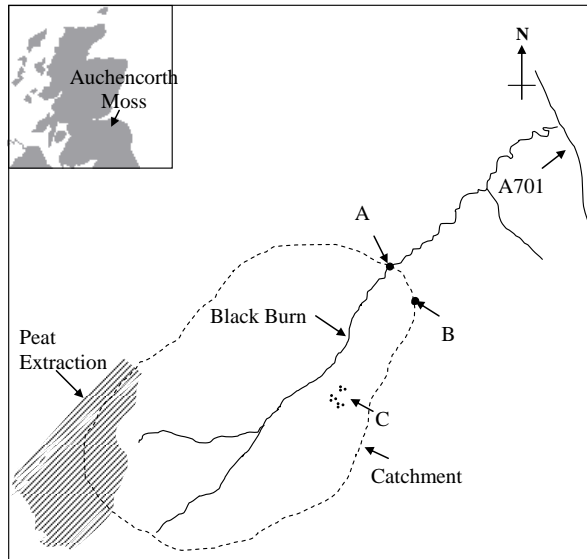 Auchencorth
Moss
N
A701
A
Black Burn
B
Peat
Extraction
C
Catchment